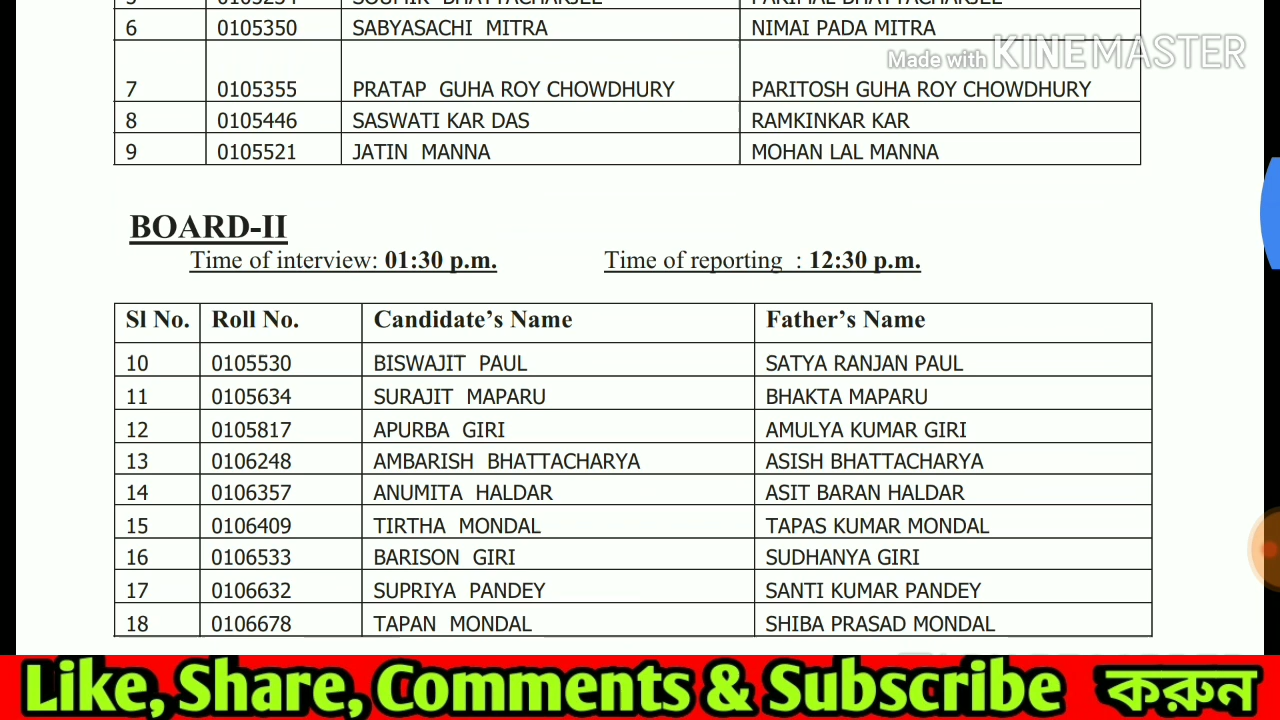 6 0105350 SABYASACHI MITRA NIMAI PADA MITRA
Made with KINEMASTER
7 0105355 PRATAP GUHA ROY CHOWDHURY PARITOSH GUHA ROY CHOWDHURY
8 0105446 SASWATI KAR DAS RAMKINKAR KAR
9 0105521 JATIN MANNA MOHAN LAL MANNA
BOARD-II
Time of interview: 01:30 p.m. Time of reporting : 12:30 p.m.
Sl No. Roll No. Candidate’s Name Father’s Name
10 0105530 BISWAJIT PAUL SATYA RANJAN PAUL
11 0105634 SURAJIT MAPARU BHAKTA MAPARU
12 0105817 APURBA GIRI AMULYA KUMAR GIRI
13 0106248 AMBARISH BHATTACHARYA ASISH BHATTACHARYA
14 0106357 ANUMITA HALDAR ASIT BARAN HALDAR
15 0106409 TIRTHA MONDAL TAPAS KUMAR MONDAL
16 0106533 BARISON GIRI SUDHANYA GIRI
17 0106632 SUPRIYA PANDEY SANTI KUMAR PANDEY
18 0106678 TAPAN MONDAL SHIBA PRASAD MONDAL
Like, Share, Comments & Subscribe করুন